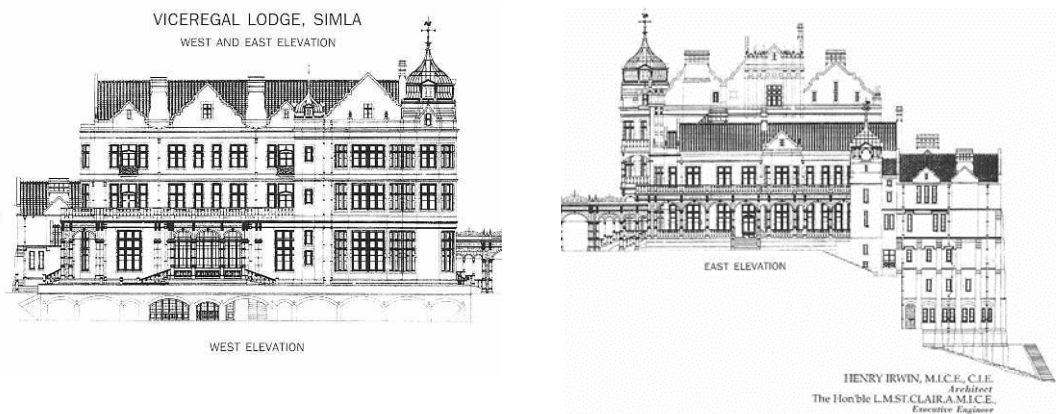 VICEREGAL LODGE, SIMLA
WEST AND EAST ELEVATION
WEST ELEVATION
EAST ELEVATION
HENRY IRWIN, M.I.C.E., C.I.E.
Architect
The Hon'ble L.M.ST.CLAIR.A.M.I.C.E.,
Executive Engineer